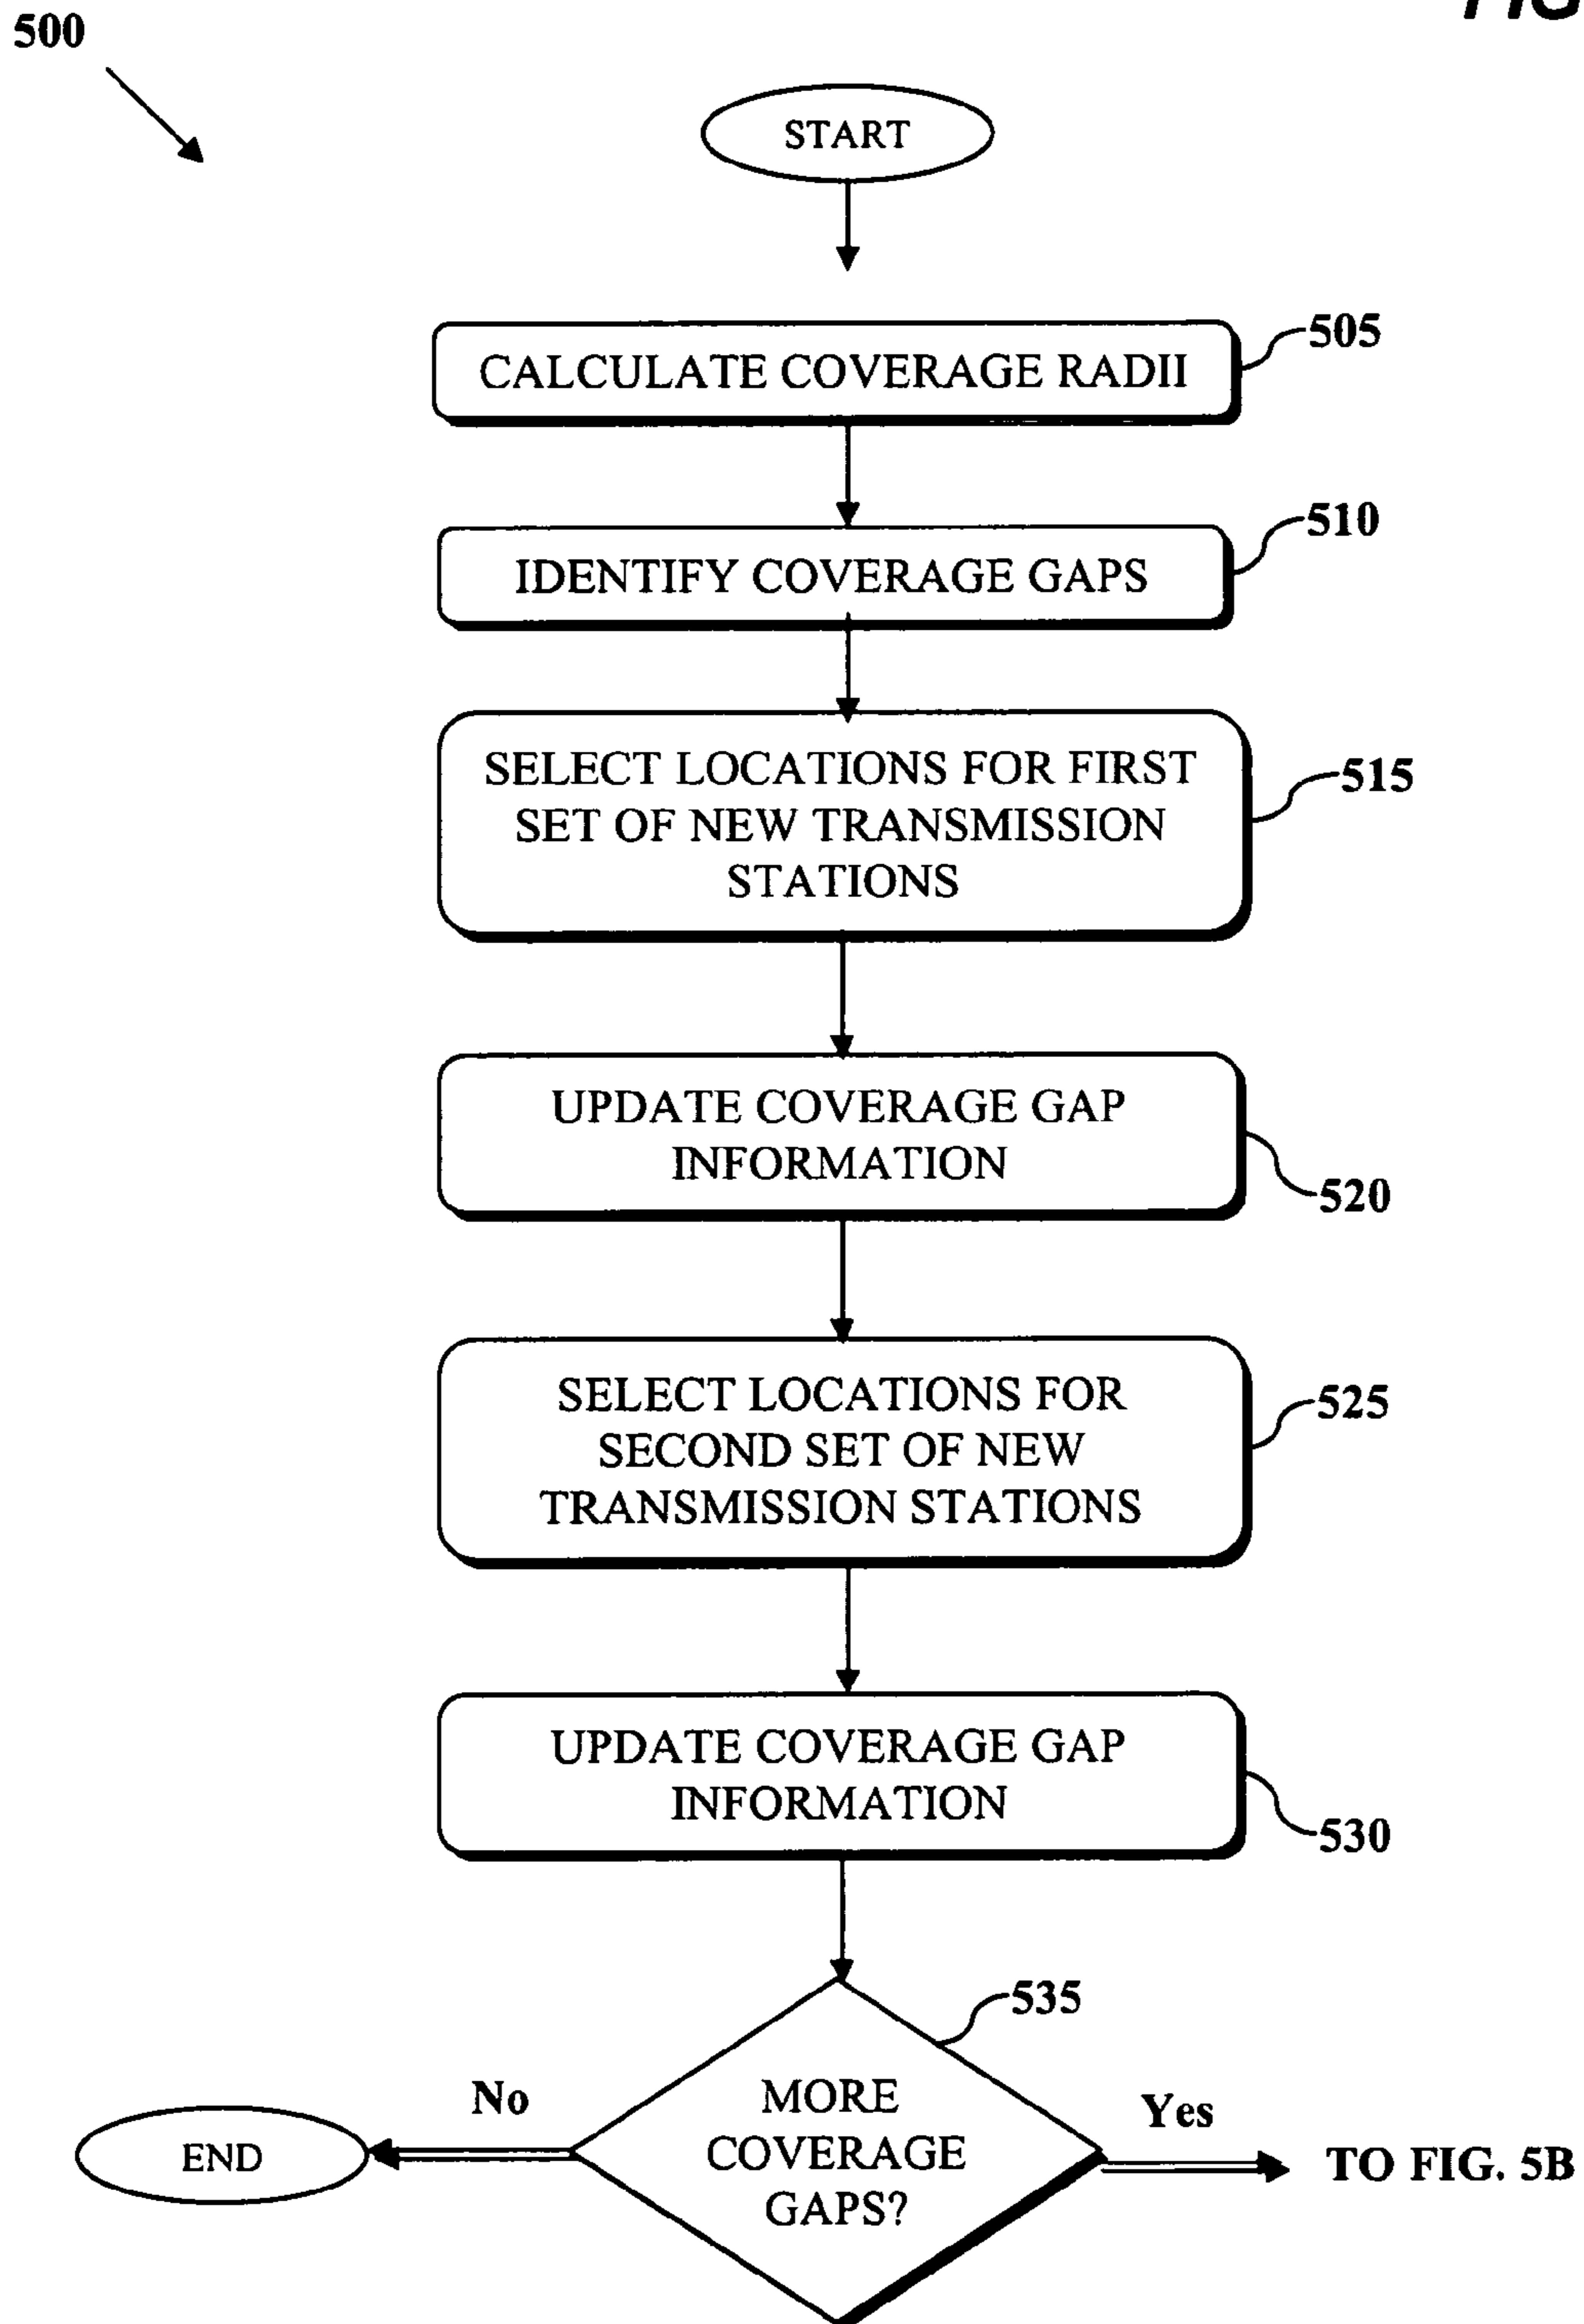 FIG
500
START
CALCULATE COVERAGE RADII
505
IDENTIFY COVERAGE GAPS
510
SELECT LOCATIONS FOR FIRST
SET OF NEW TRANSMISSION
STATIONS
515
UPDATE COVERAGE GAP
INFORMATION
520
SELECT LOCATIONS FOR
SECOND SET OF NEW
TRANSMISSION STATIONS
525
UPDATE COVERAGE GAP
INFORMATION
530
535
MORE
COVERAGE
GAPS?
No
END
Yes
TO FIG. 5B